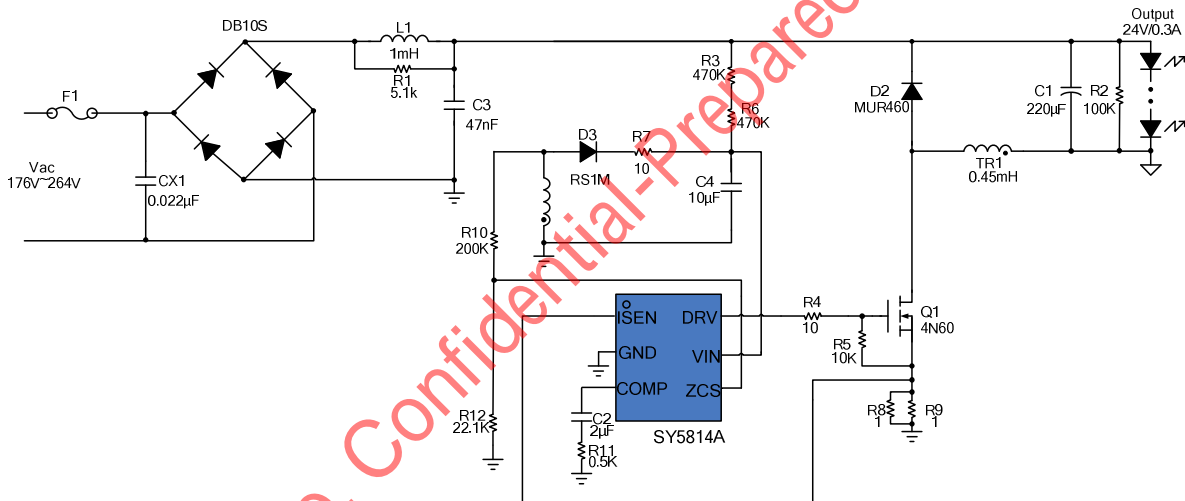 DB10S
Output
24V/0.3A
L1
1mH
R1
5.1k
R3
470K
R6
470K
D2
MUR460
C1
220µF
R2
100K
F1
C3
47nF
Vac
176V~264V
CX1
0.022µF
D3
RS1M
R7
10
C4
10µF
TR1
0.45mH
R10
200K
ISEN
DRV
GND
VIN
COMP
ZCS
SY5814A
R4
10
Q1
4N60
R5
10K
R8
1
R9
1
R12
22.1K
C2
2µF
R11
0.5K
Confidential-Prepared